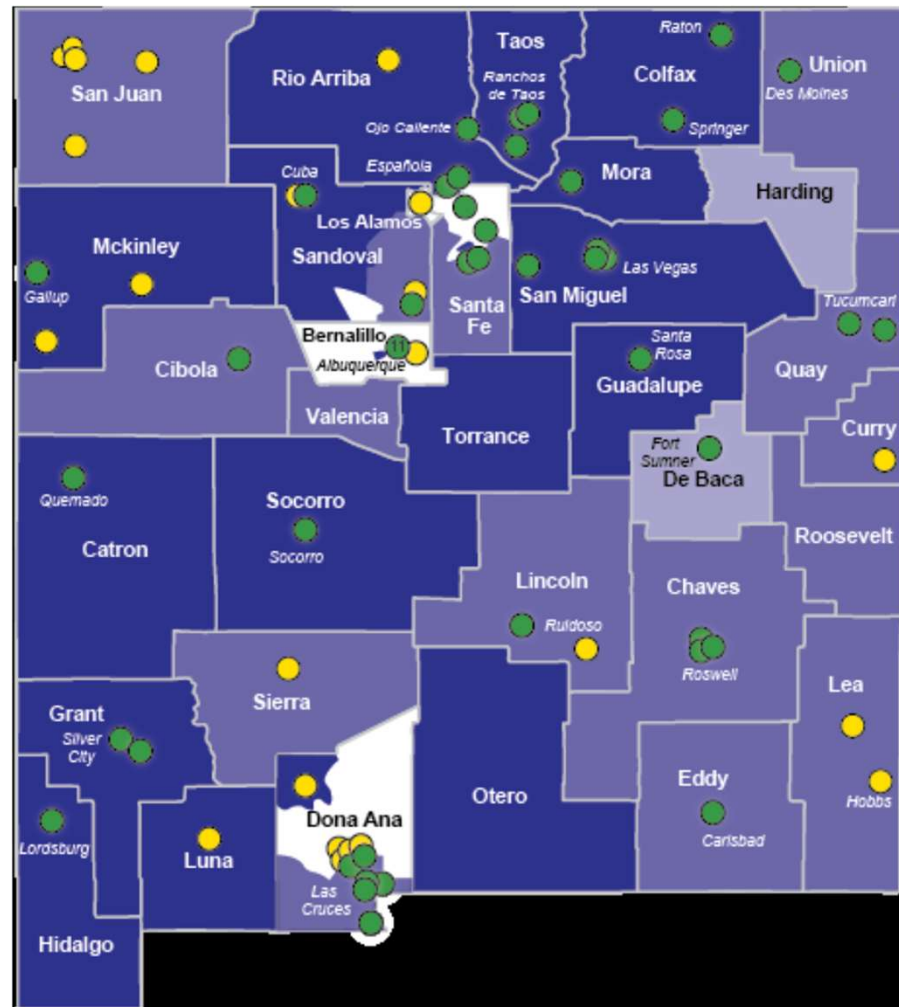 Taos
Raton
Union
Rio Arriba
Colfax
San Juan
Ranchos
de Taos
Des Moines
Ojo Caliente
Springer
Cuba
Española
Mora
Harding
Los Alamos
Mckinley
Sandoval
Las Vegas
Gallup
San Miguel
Santa
Fe
Tucumcari
Bernalillo
11
Albuquerque
Santa
Rosa
Cibola
Guadalupe
Quay
Valencia
Torrance
Curry
Fort
Sumner
De Baca
Quemado
Socorro
Socorro
Catron
Roosevelt
Lincoln
Chaves
Ruidoso
Roswell
Sierra
Lea
Grant
Silver
City
Eddy
Otero
Hobbs
Dona Ana
Lordsburg
Luna
Carlsbad
Las
Cruces
Hidalgo